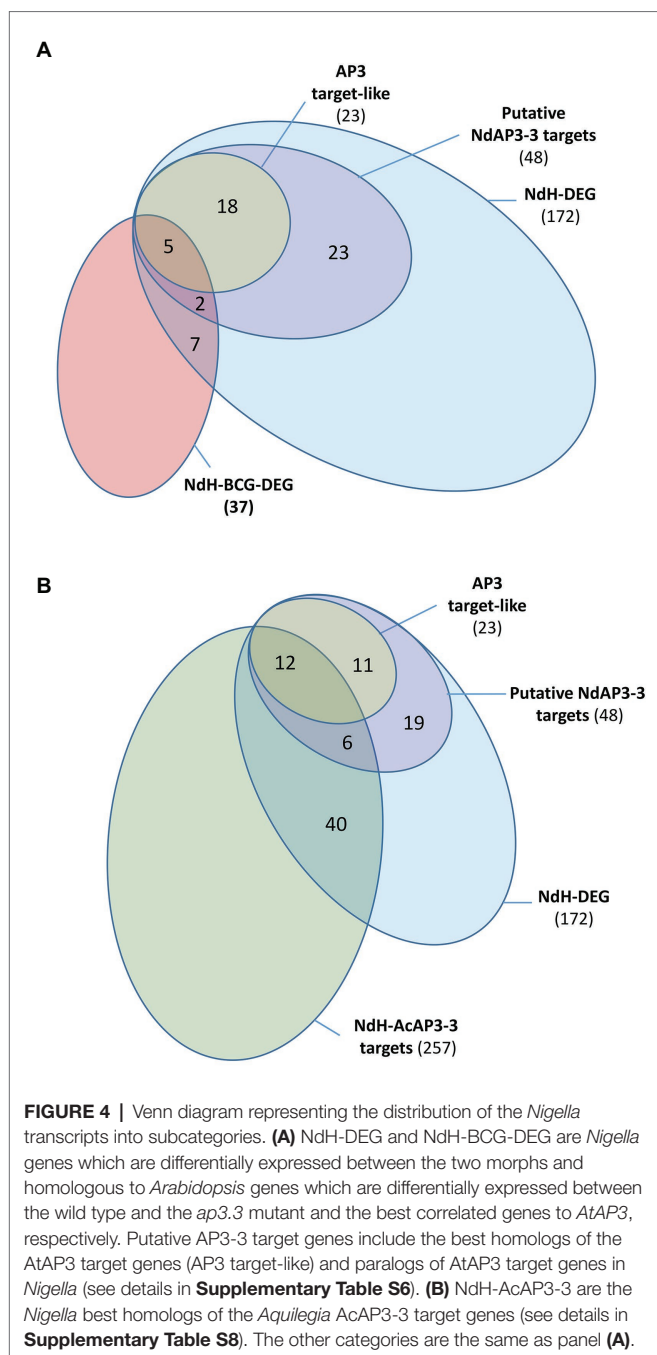 A
AP3
target-like
(23)
Putative
NdAP3-3 targets
(48)
NdH-DEG
(172)
18
5
23
2
7
NdH-BCG-DEG
(37)
B
AP3
target-like
(23)
12
11
Putative NdAP3-3
targets (48)
19
6
40
NdH-DEG
(172)
NdH-AcAP3-3
targets (257)
FIGURE 4 | Venn diagram representing the distribution of the Nigella
transcripts into subcategories. (A) NdH-DEG and NdH-BCG-DEG are Nigella
genes which are differentially expressed between the two morphs and
homologous to Arabidopsis genes which are differentially expressed between
the wild type and the ap3.3 mutant and the best correlated genes to AtAP3,
respectively. Putative AP3-3 target genes include the best homologs of the
AtAP3 target genes (AP3 target-like) and paralogs of AtAP3 target genes in
Nigella (see details in Supplementary Table S6). (B) NdH-AcAP3-3 are the
Nigella best homologs of the Aquilegia AcAP3-3 target genes (see details in
Supplementary Table S8). The other categories are the same as panel (A).